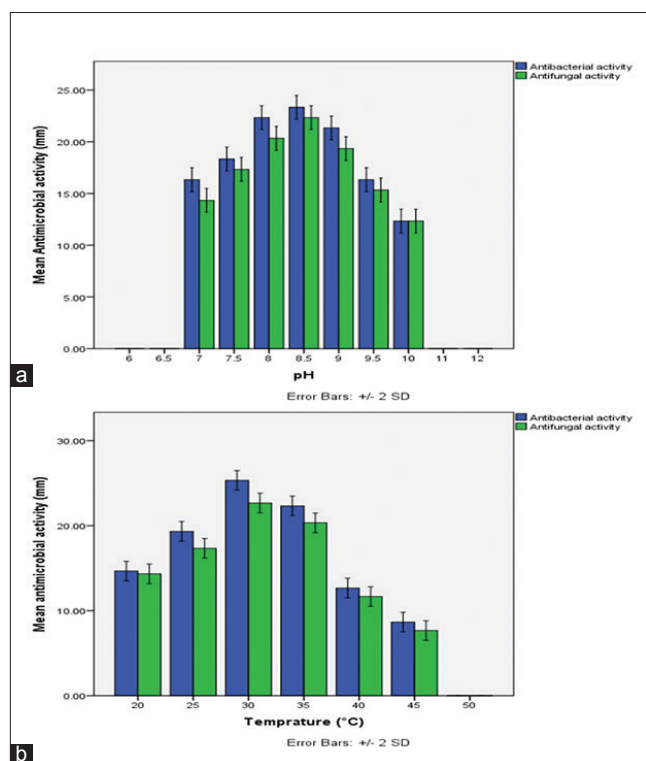 Antibacterial activity
Antifungal activity
25.00
20.00
15.00
10.00
5.00
0.00
Mean Antimicrobial activity (mm)
6 6.5 7 7.5 8 8.5 9 9.5 10 11 12
pH
a
Error Bars: +/- 2 SD
Antibacterial activity
Antifungal activity
30.00
20.00
10.00
0.00
Mean antimicrobial activity (mm)
20 25 30 35 40 45 50
Temprature (°C)
Error Bars: +/- 2 SD
b